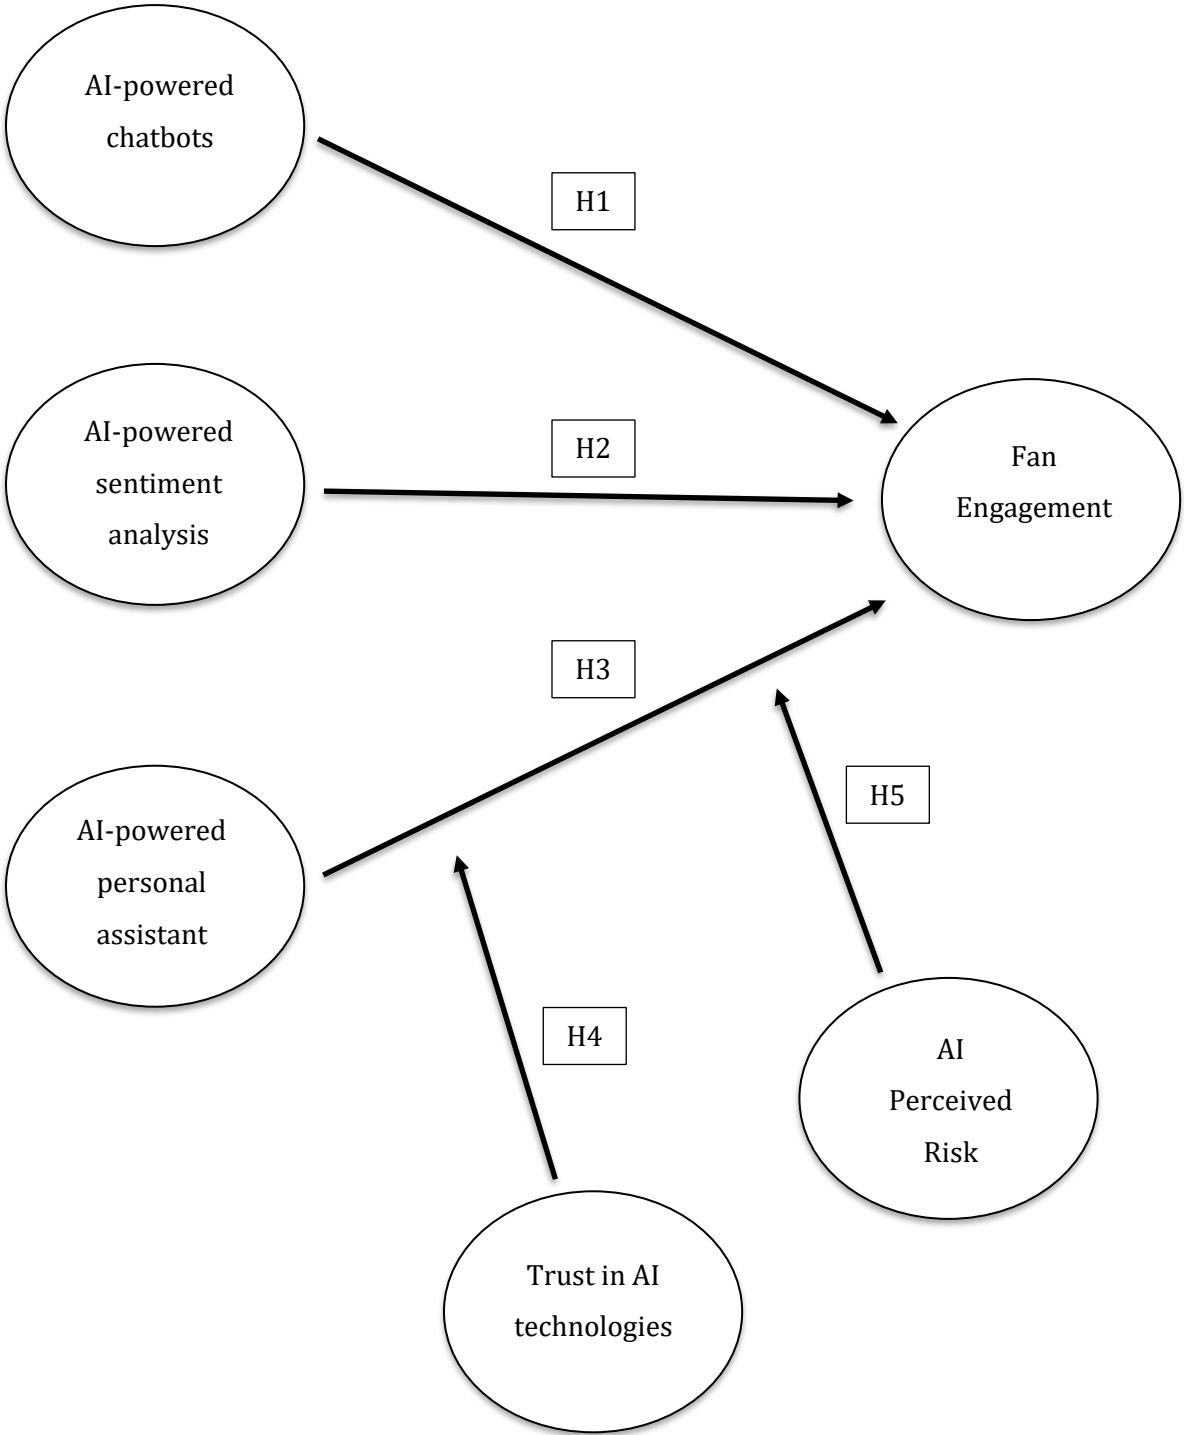 AI-powered
chatbots
H1
AI-powered
sentiment
analysis
H2
Fan
Engagement
H3
AI-powered
personal
assistant
H5
H4
AI
Perceived
Risk
Trust in AI
technologies